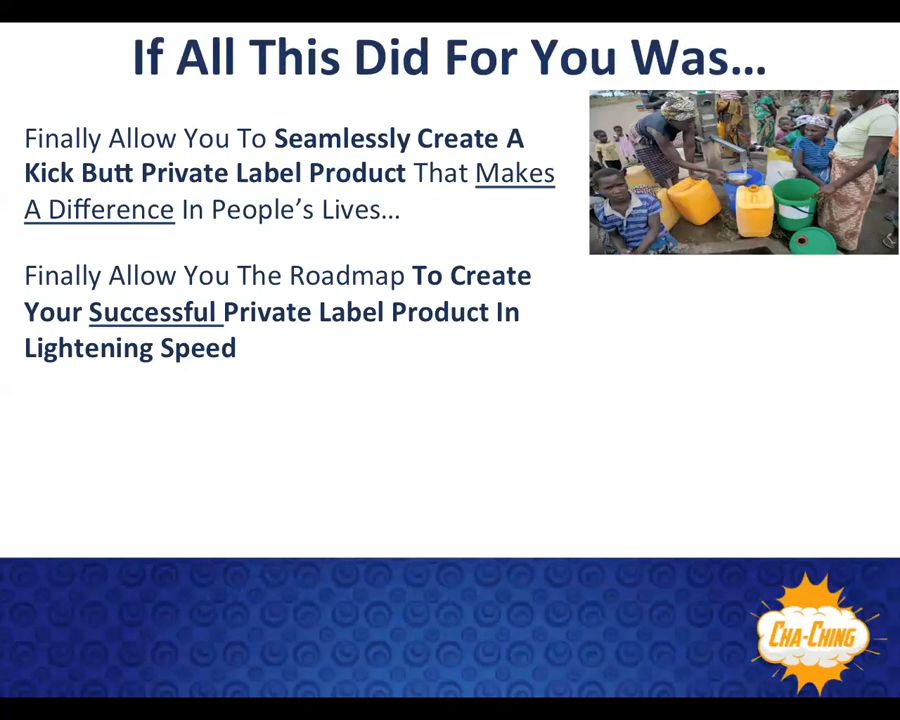 If All This Did For You Was…
Finally Allow You To Seamlessly Create A
Kick Butt Private Label Product That Makes
A Difference In People’s Lives…
Finally Allow You The Roadmap To Create
Your Successful Private Label Product In
Lightening Speed
CHA-CHING